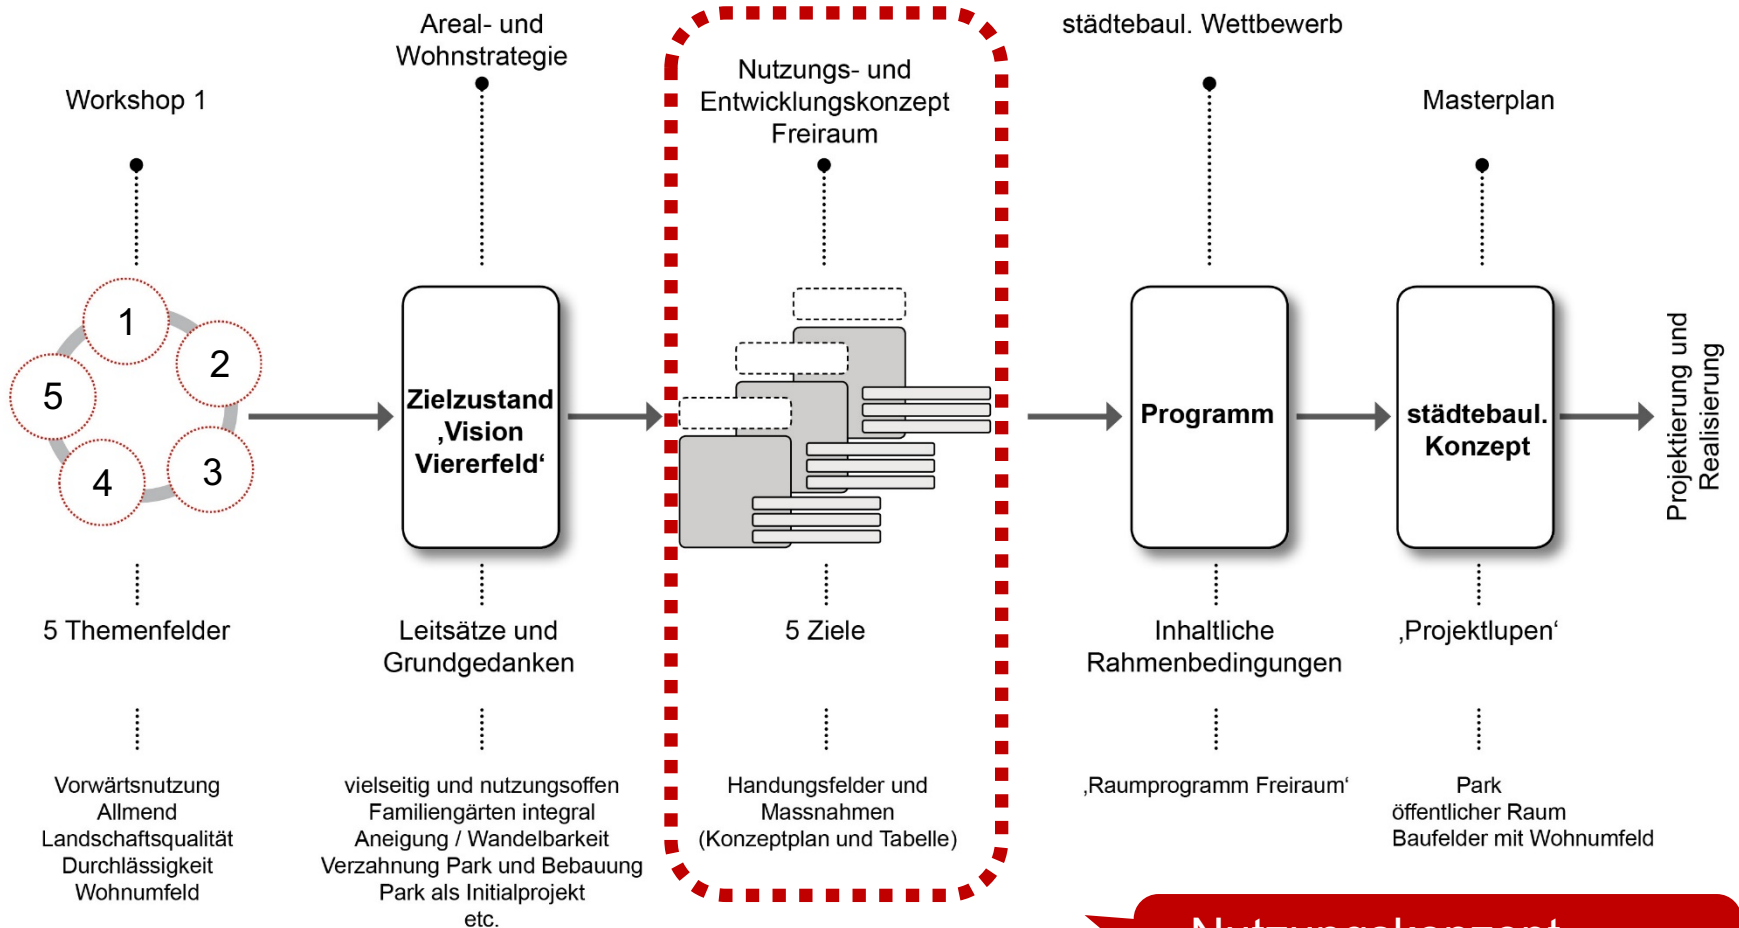 Workshop 1
Areal- und
Wohnstrategie
Nutzungs- und
Entwicklungskonzept
Freiraum
städtebaul. Wettbewerb
Masterplan
1
2
3
4
5
Zielzustand
‚Vision
Viererfeld‘
Programm
städtebaul.
Konzept
Projektierung und
Realisierung
5 Themenfelder
Leitsätze und
Grundgedanken
5 Ziele
Inhaltliche
Rahmenbedingungen
‚Projektlupen‘
Vorwärtsnutzung
Allmend
Landschaftsqualität
Durchlässigkeit
Wohnumfeld
vielseitig und nutzungsoffen
Familiengärten integral
Aneigung / Wandelbarkeit
Verzahnung Park und Bebauung
Park als Initialprojekt
etc.
Handungsfelder und
Massnahmen
(Konzeptplan und Tabelle)
‚Raumprogramm Freiraum‘
Park
öffentlicher Raum
Baufelder mit Wohnumfeld
Nutzungskonzept